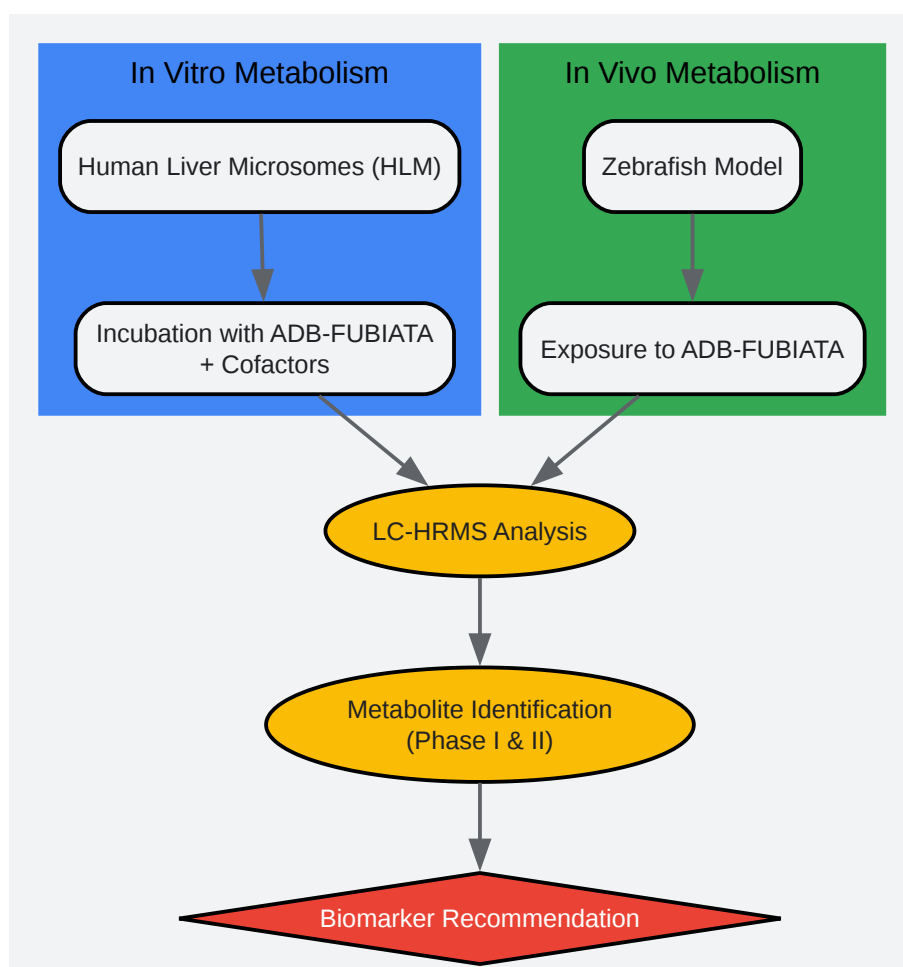 In Vitro Metabolism
Human Liver Microsomes (HLM)
Incubation with ADB-FUBIATA
+ Cofactors
In Vivo Metabolism
Zebrafish Model
Exposure to ADB-FUBIATA
LC-HRMS Analysis
Metabolite Identification
(Phase I & II)
Biomarker Recommendation